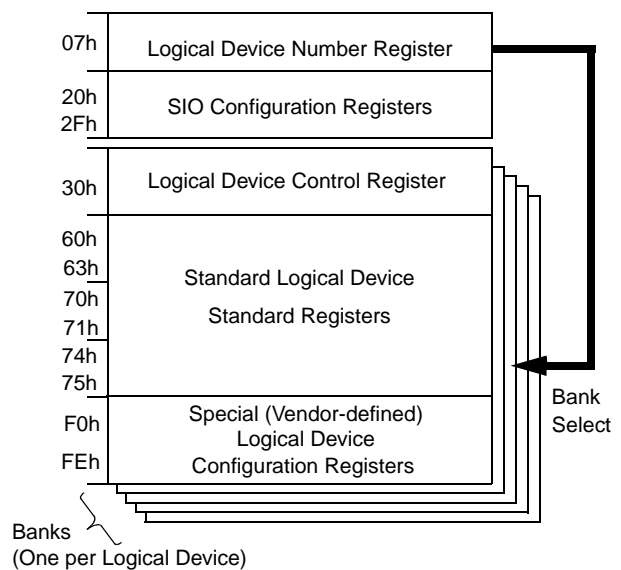 07h
Logical Device Number Register
20h
2Fh
SIO Configuration Registers
30h
Logical Device Control Register
60h
63h
70h
71h
74h
75h
Standard Logical Device
Standard Registers
F0h
FEh
Special (Vendor-defined)
Logical Device
Configuration Registers
Bank
Select
Banks
(One per Logical Device)